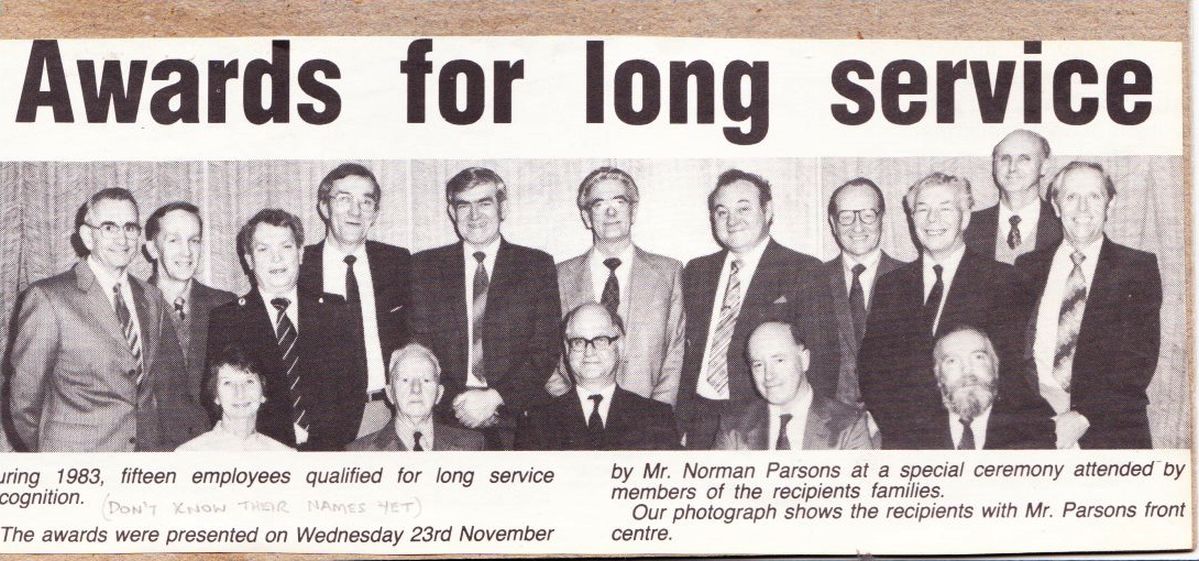 Awards for long service
uring 1983, fifteen employees qualified for long service
cognition.
(DON'T KNOW THEIR NAMES YET)
The awards were presented on Wednesday 23rd November
by Mr. Norman Parsons at a special ceremony attended by
members of the recipients families.
Our photograph shows the recipients with Mr. Parsons front
centre.